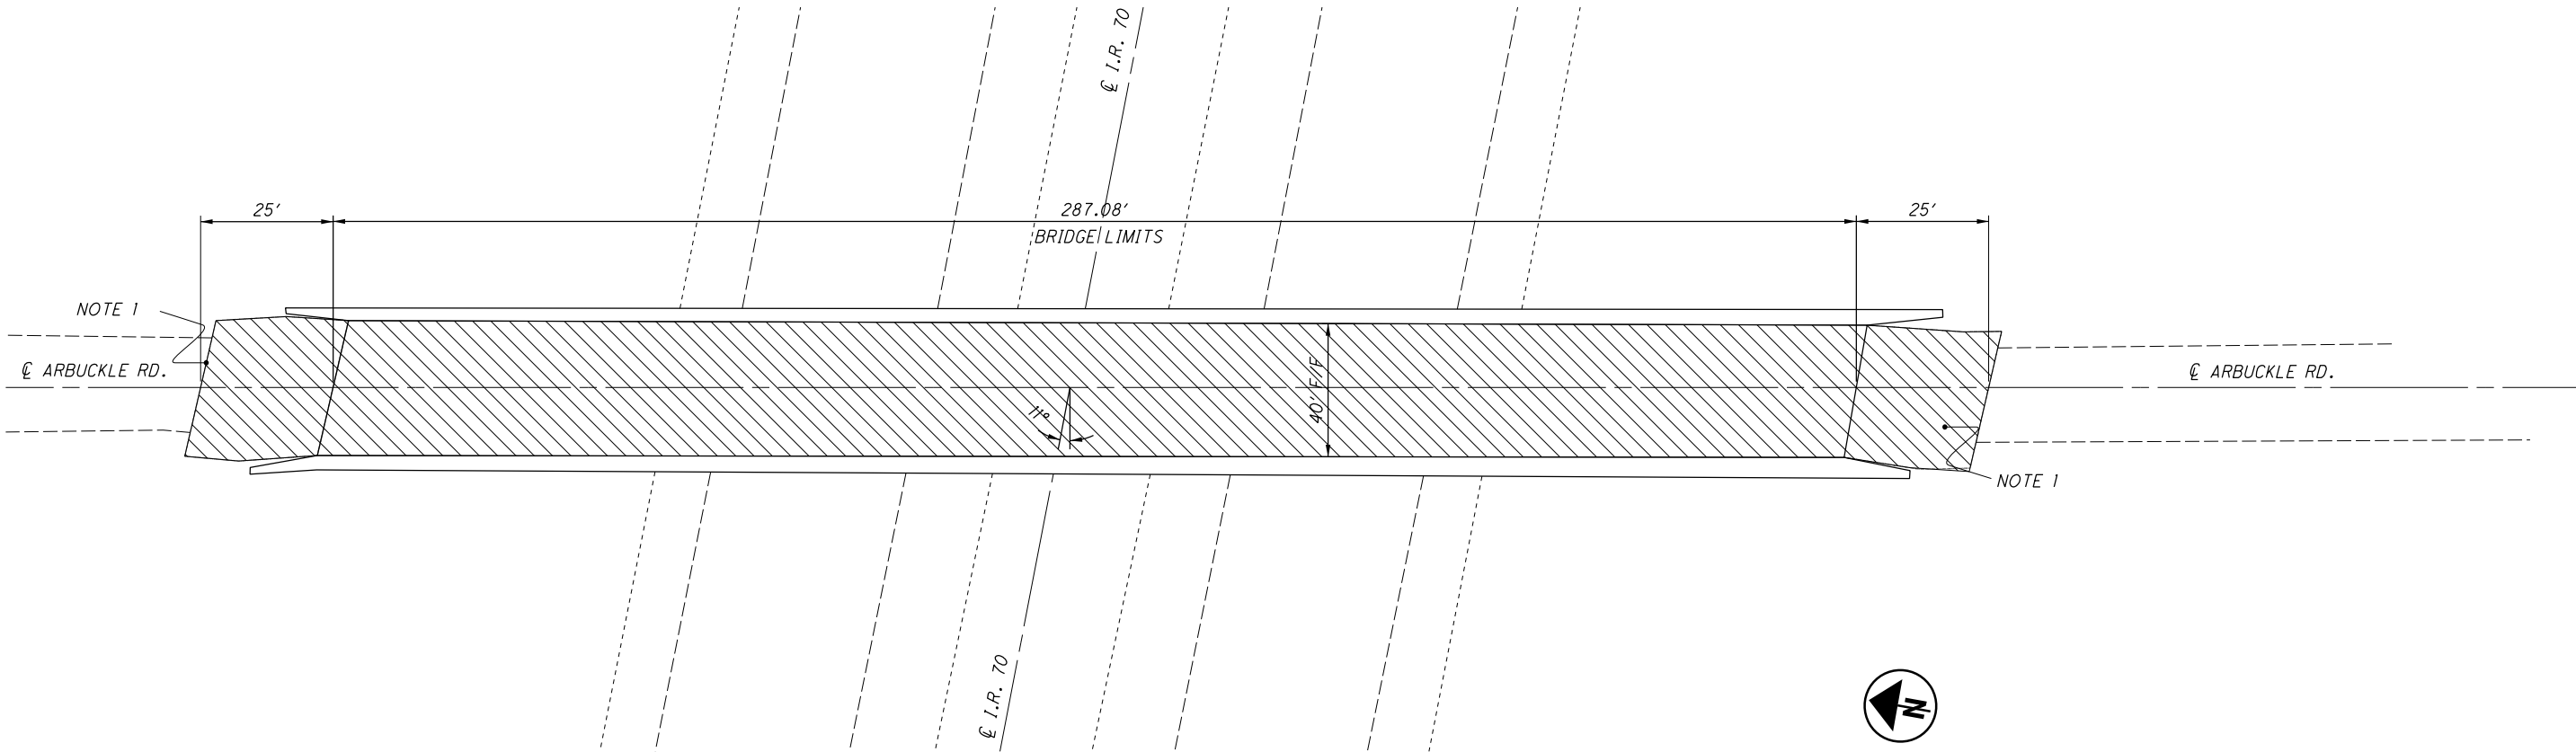 ℄ I.R. 70
25'
287.08'
25'
BRIDGE LIMITS
NOTE 1
℄ ARBUCKLE RD.
℄ ARBUCKLE RD.
11°
40' F/F
NOTE 1
℄ I.R. 70
N